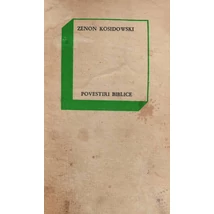 ZENON KOSIDOWSKI
POVESTIRI BIBLICE